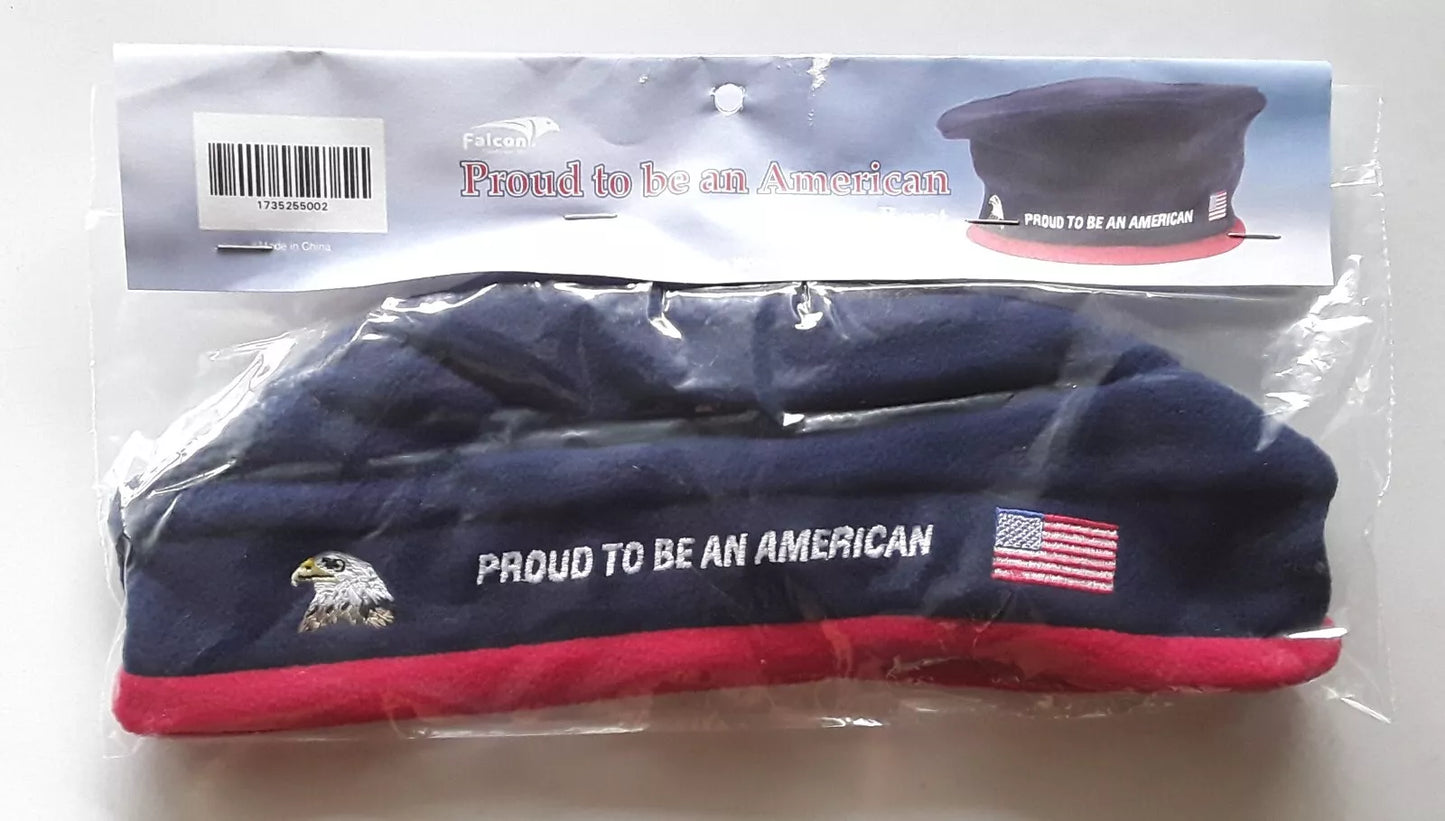 Falcon
Proud to be an American
Beret
1735255002
Made in China
PROUD TO BE AN AMERICAN
PROUD TO BE AN AMERICAN